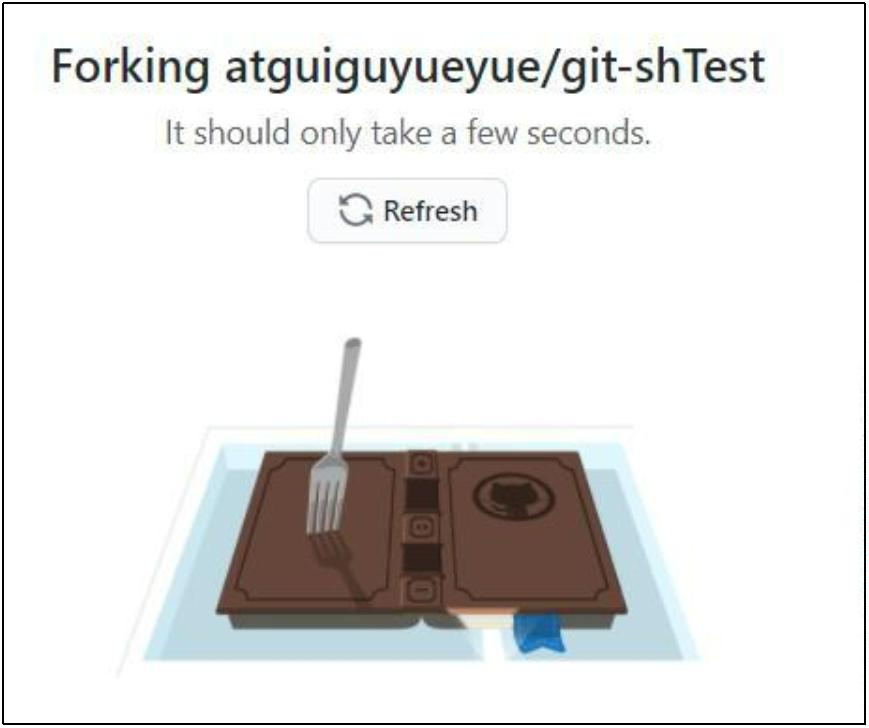 Forking atguiguyueyue/git-shTest
It should only take a few seconds.
Refresh